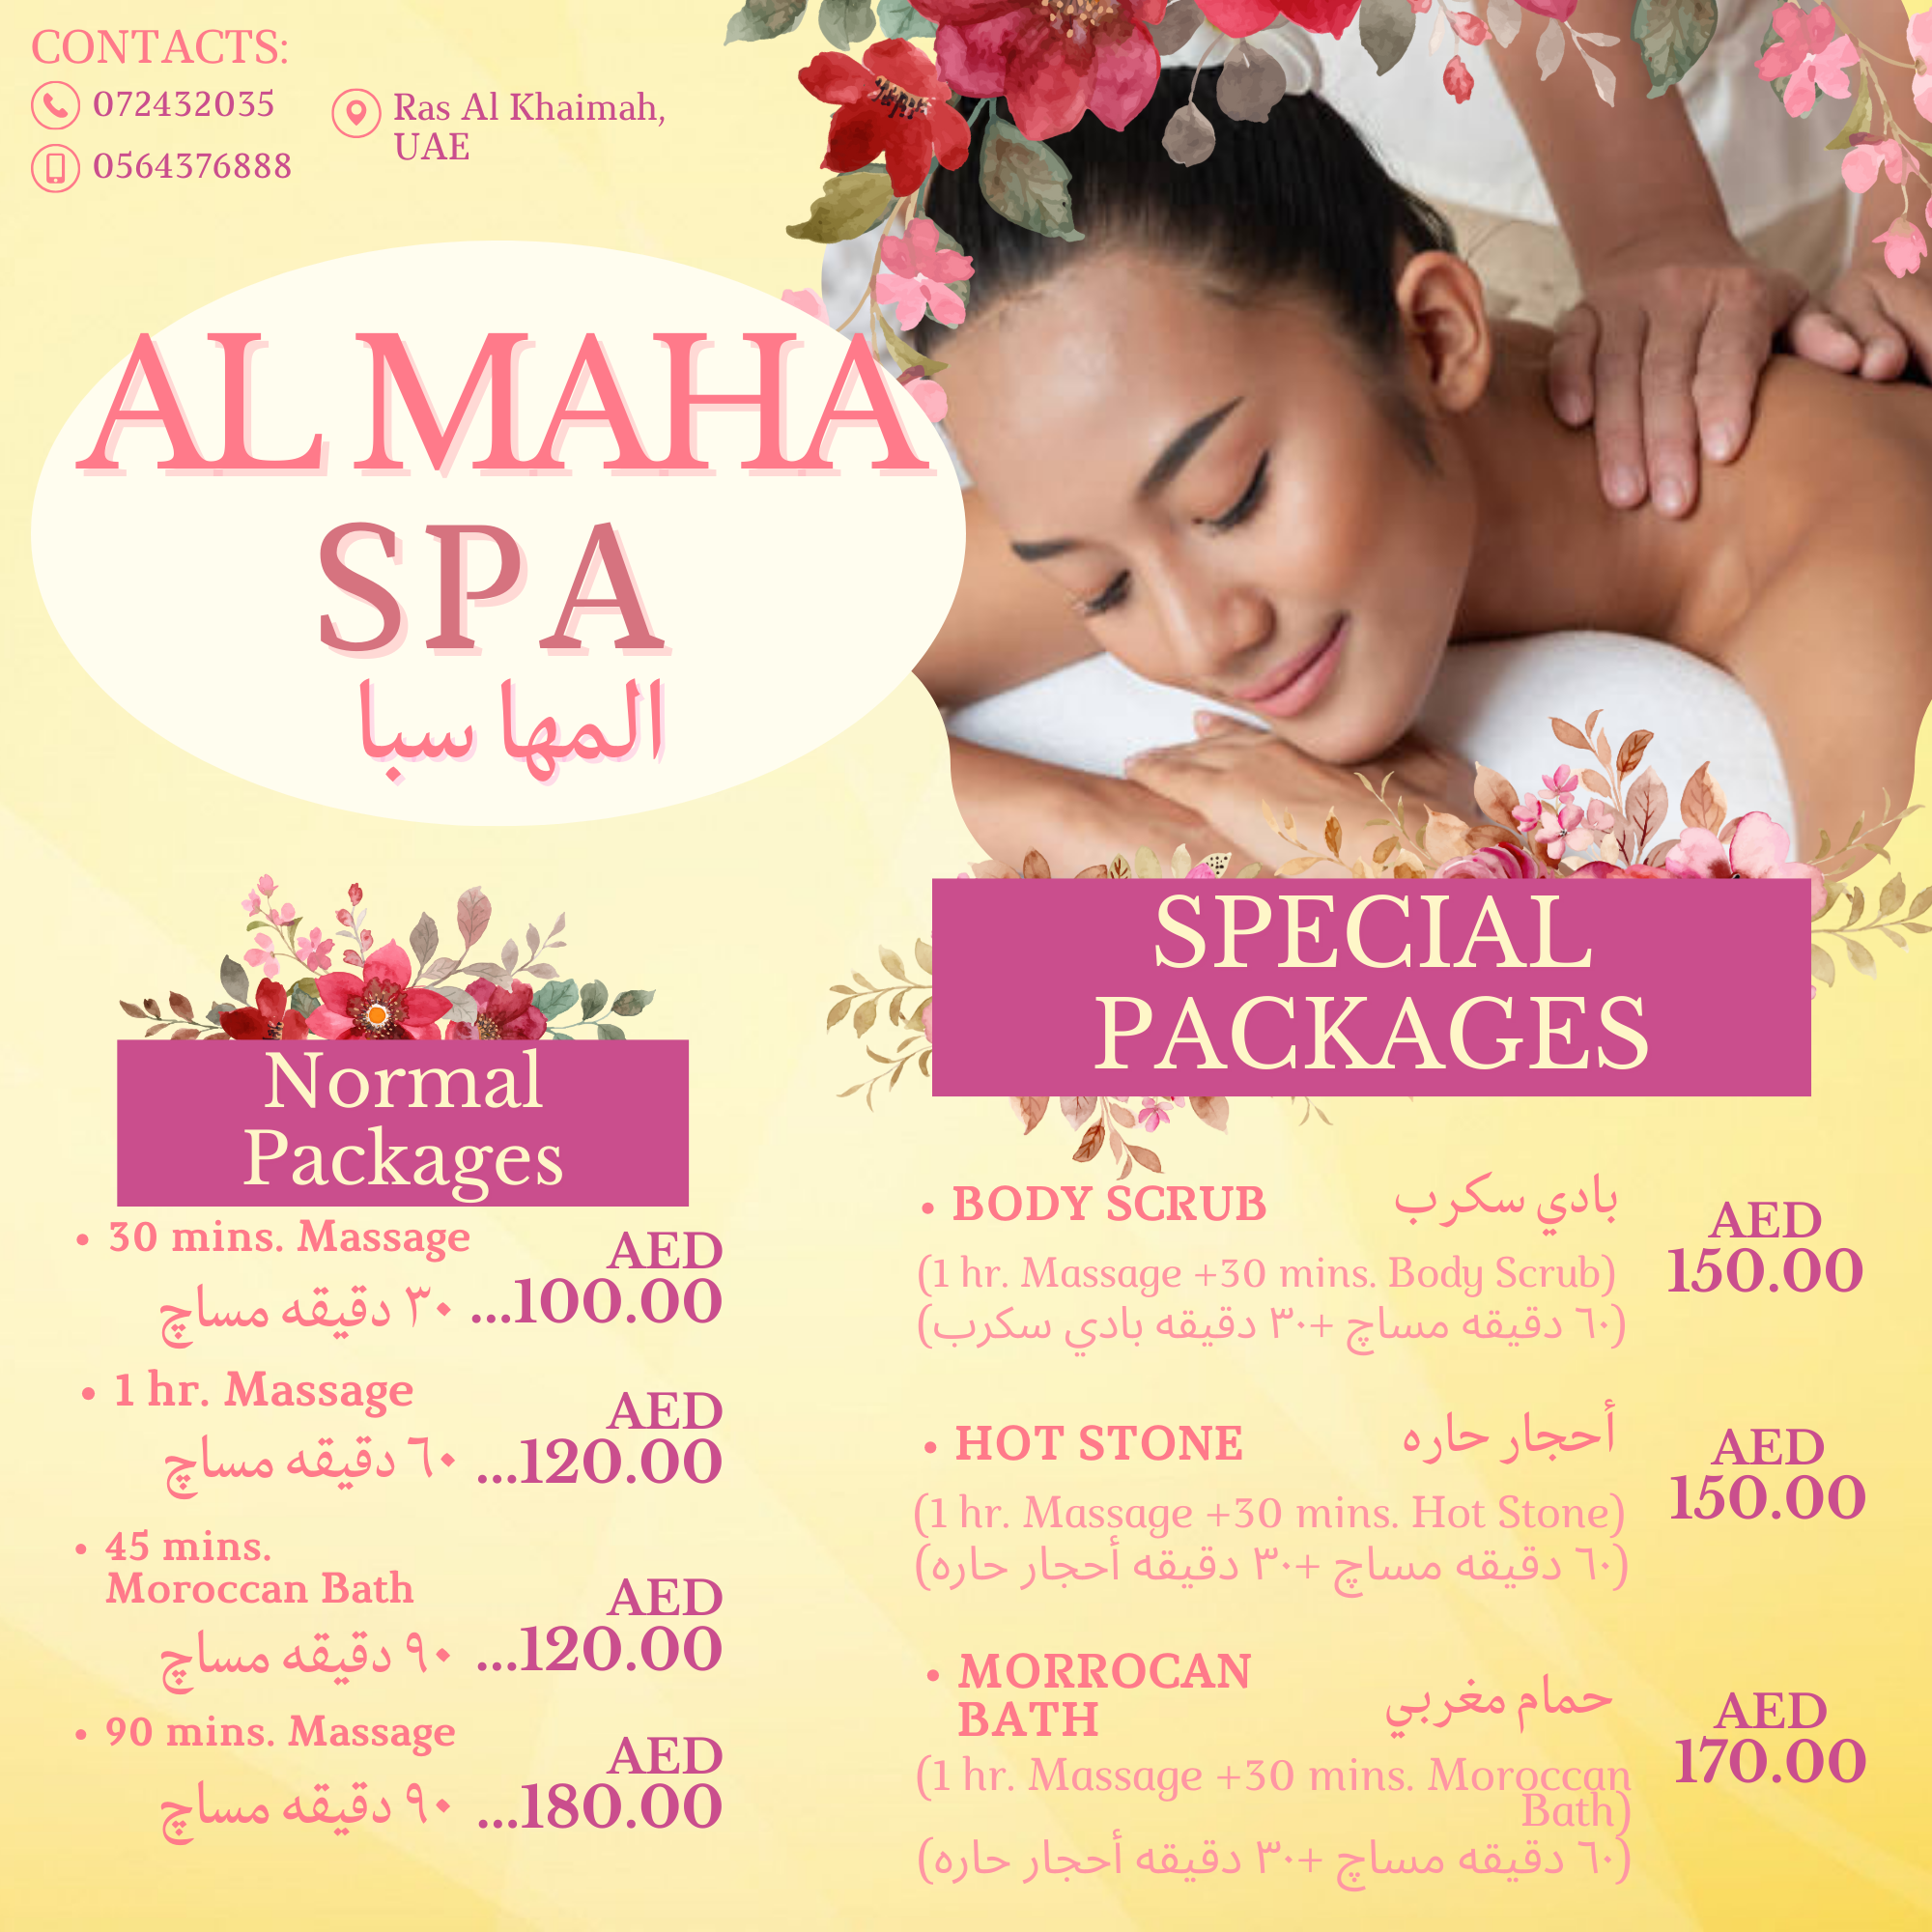 CONTACTS:
072432035
0564376888
Ras Al Khaimah,
UAE
AL MAHA
SPA
المها سبا
Normal
Packages
• 30 mins. Massage
٣٠ دقيقه مساچ
AED
...100.00
• 1 hr. Massage
٦٠ دقيقه مساچ
AED
...120.00
• 45 mins.
Moroccan Bath
٩٠ دقيقه مساچ
AED
...120.00
• 90 mins. Massage
٩٠ دقيقه مساچ
AED
...180.00
SPECIAL
PACKAGES
• BODY SCRUB
بادي سكرب
(1 hr. Massage +30 mins. Body Scrub)
(٦٠ دقيقه مساچ +٣٠ دقيقه بادي سكرب)
AED
150.00
• HOT STONE
أحجار حاره
(1 hr. Massage +30 mins. Hot Stone)
(٦٠ دقيقه مساچ +٣٠ دقيقه أحجار حاره)
AED
150.00
• MORROCAN
BATH
حمام مغربي
(1 hr. Massage +30 mins. Moroccan
Bath)
(٦٠ دقيقه مساچ +٣٠ دقيقه أحجار حاره)
AED
170.00